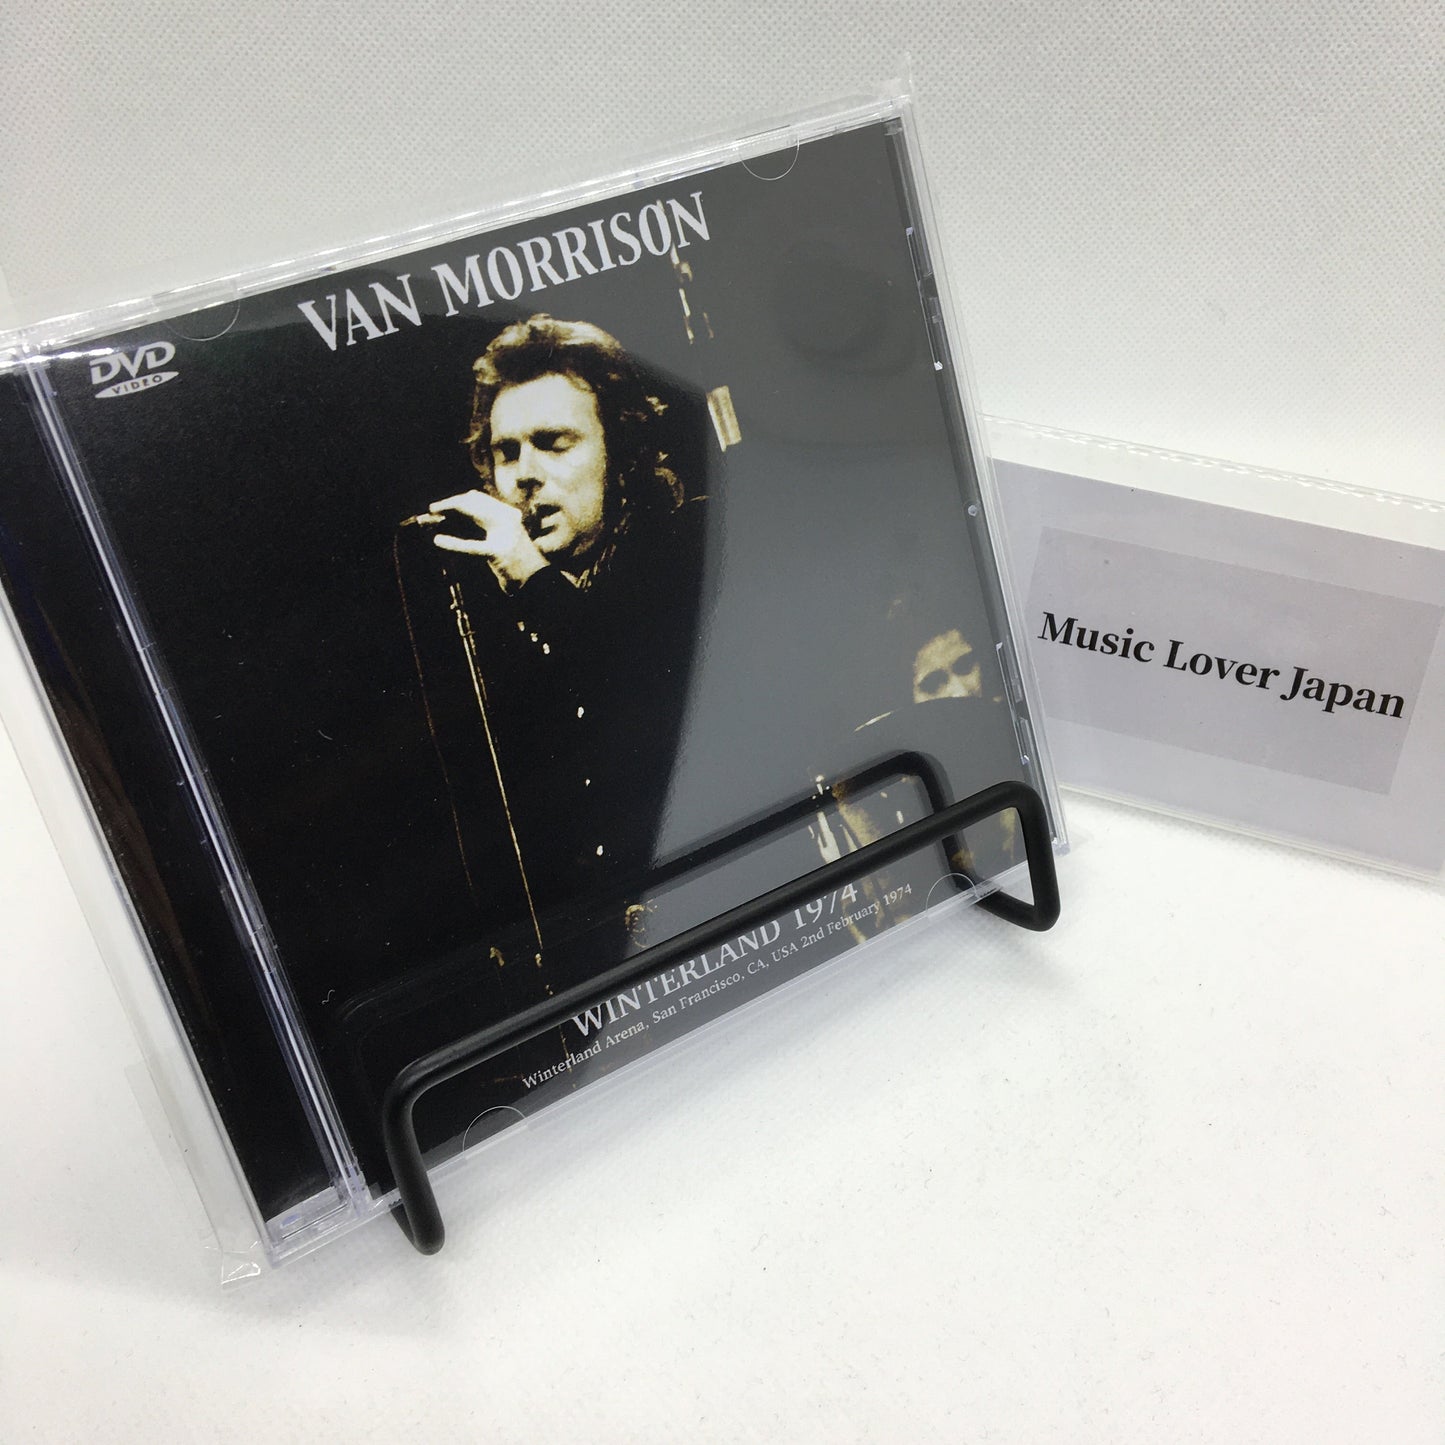 VAN MORRISON
DVD
VIDEO
WINTERLAND 1974
Winterland Arena, San Francisco, CA, USA 2nd February 1974
Music Lover Japan